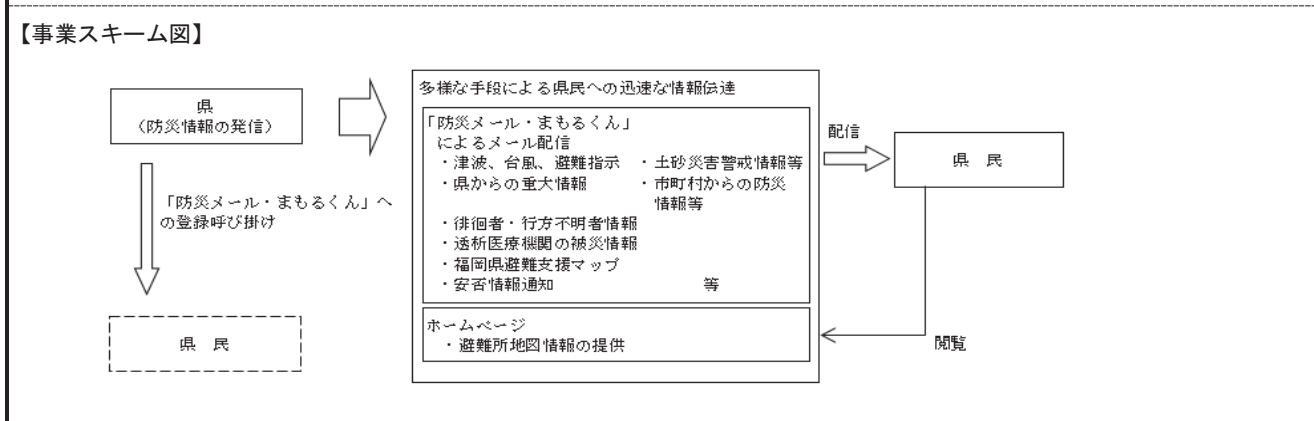 【事業スキーム図】
県
（防災情報の発信）
「防災メール・まもるくん」へ
の登録呼び掛け
県　民
多様な手段による県民への迅速な情報伝達
「防災メール・まもるくん」
によるメール配信
・津波、台風、避難指示　・土砂災害警戒情報等
・県からの重大情報　・市町村からの防災
情報等
・徘徊者・行方不明者情報
・透析医療機関の被災情報
・福岡県避難支援マップ
・安否情報通知　等
ホームページ
・避難所地図情報の提供
配信
県　民
閲覧